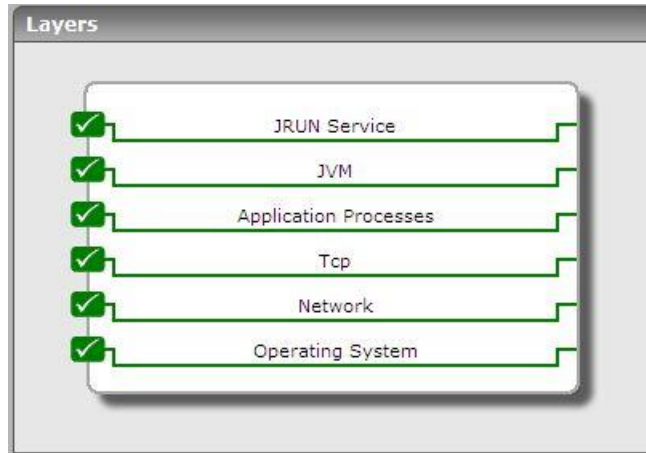 Layers
JRUN Service
JVM
Application Processes
Tcp
Network
Operating System